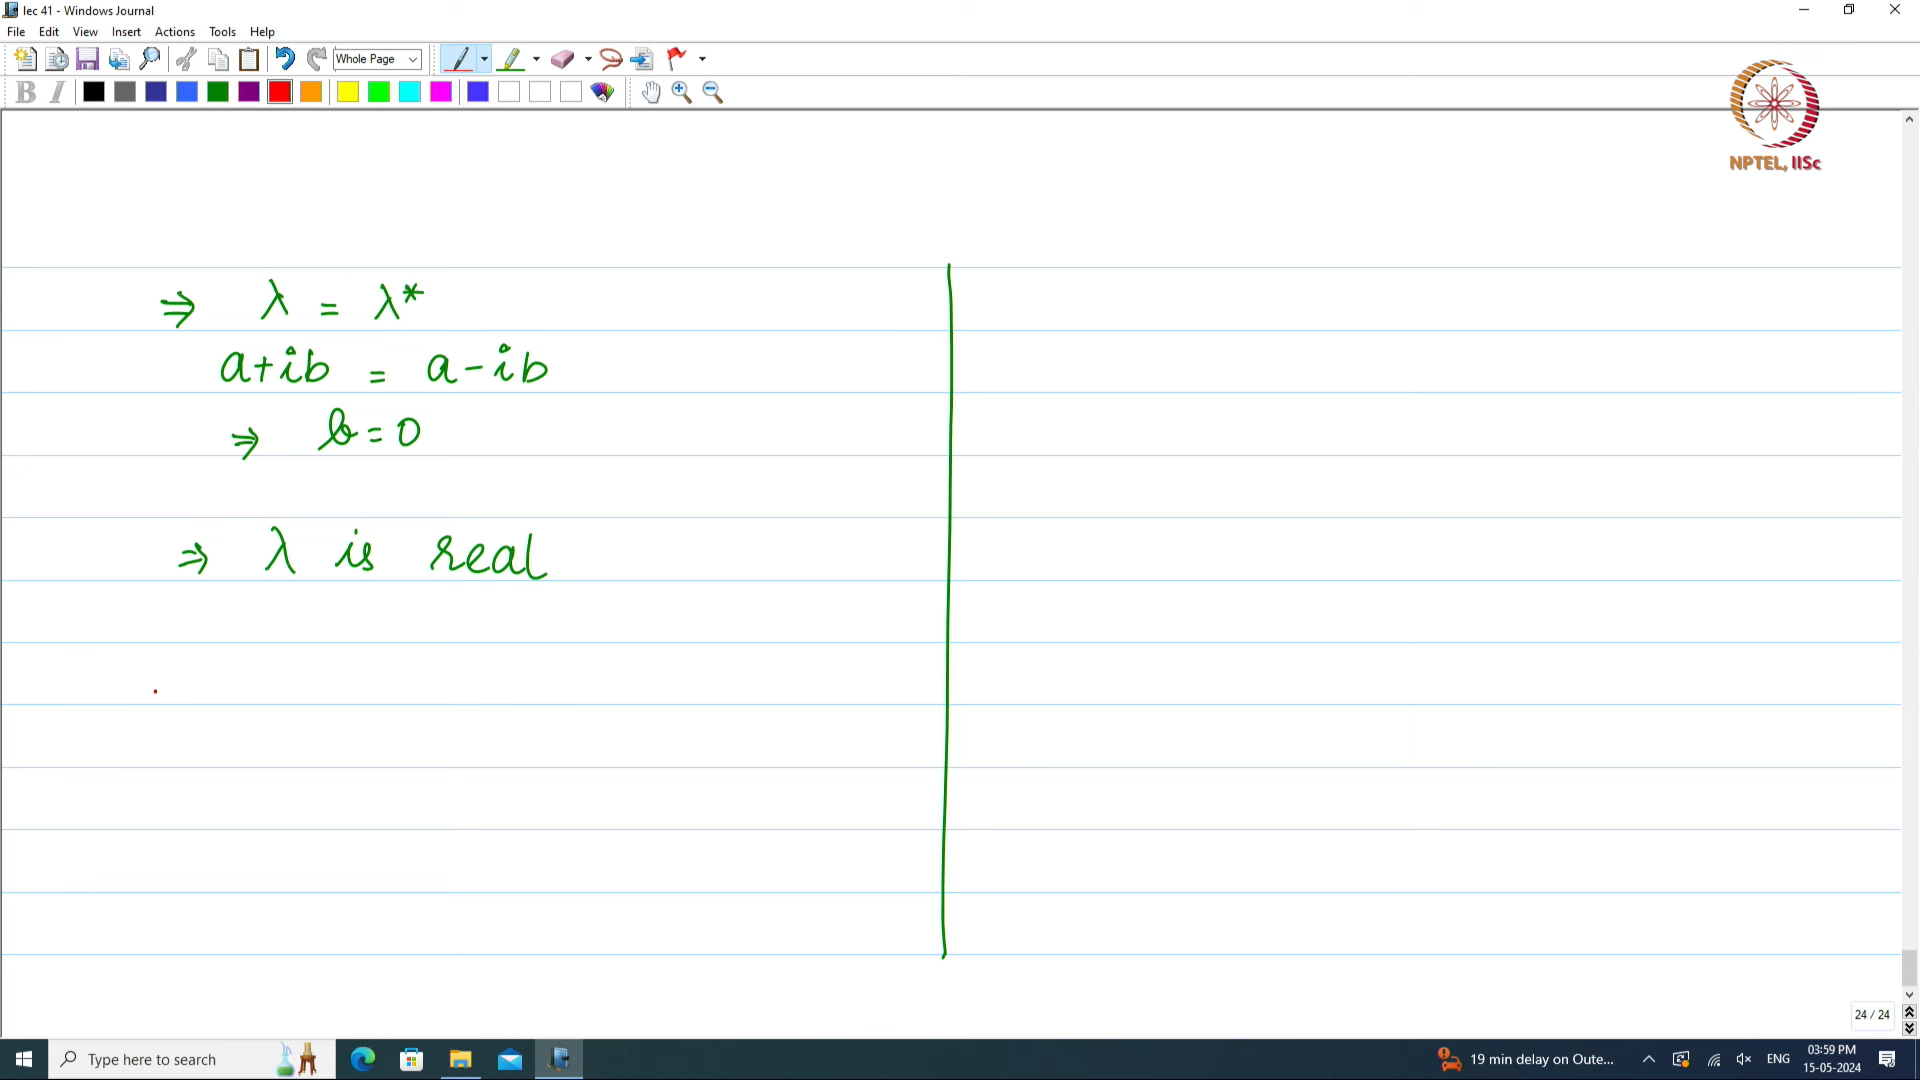 lec 41 - Windows Journal
File Edit View Insert Actions Tools Help
Whole Page
B I
NPTEL, IISc
⇒ λ = λ*
a+ib = a-ib
⇒ b=0
⇒ λ is real
24 / 24
Type here to search
19 min delay on Oute...
ENG
03:59 PM
15-05-2024